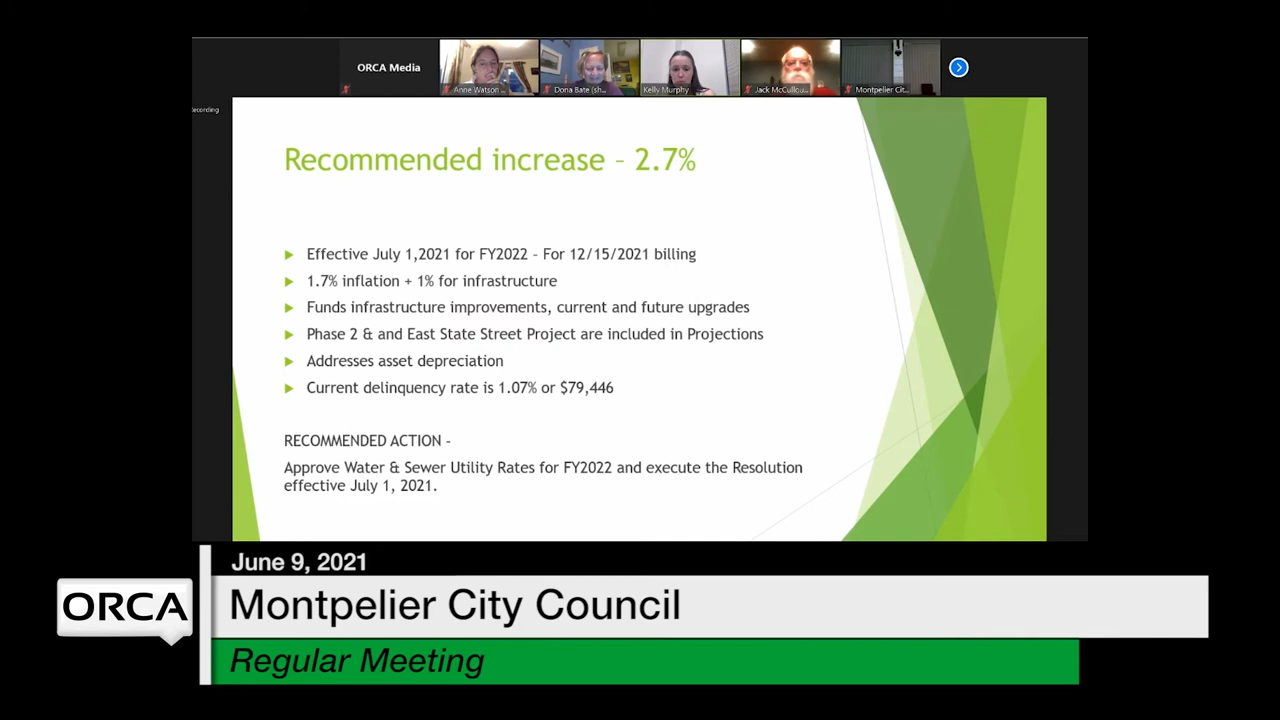 ORCA Media
Anne Watson...
Dona Bate (sh...
Kelly Murphy
Jack McCullou...
Montpelier Cit...
Recording
Recommended increase – 2.7%
Effective July 1,2021 for FY2022 – For 12/15/2021 billing
1.7% inflation + 1% for infrastructure
Funds infrastructure improvements, current and future upgrades
Phase 2 & and East State Street Project are included in Projections
Addresses asset depreciation
Current delinquency rate is 1.07% or $79,446
RECOMMENDED ACTION –
Approve Water & Sewer Utility Rates for FY2022 and execute the Resolution
effective July 1, 2021.
June 9, 2021
ORCA
Montpelier City Council
Regular Meeting